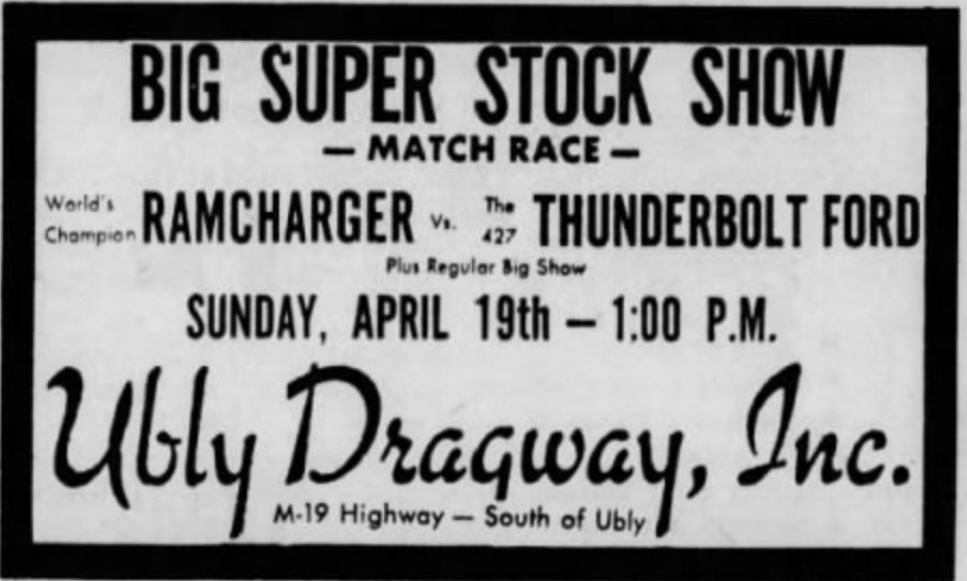 BIG SUPER STOCK SHOW
— MATCH RACE —
World's Champion RAMCHARGER Vs. The 427 THUNDERBOLT FORD
Plus Regular Big Show
SUNDAY, APRIL 19th — 1:00 P.M.
Ubly Dragway, Inc.
M-19 Highway — South of Ubly